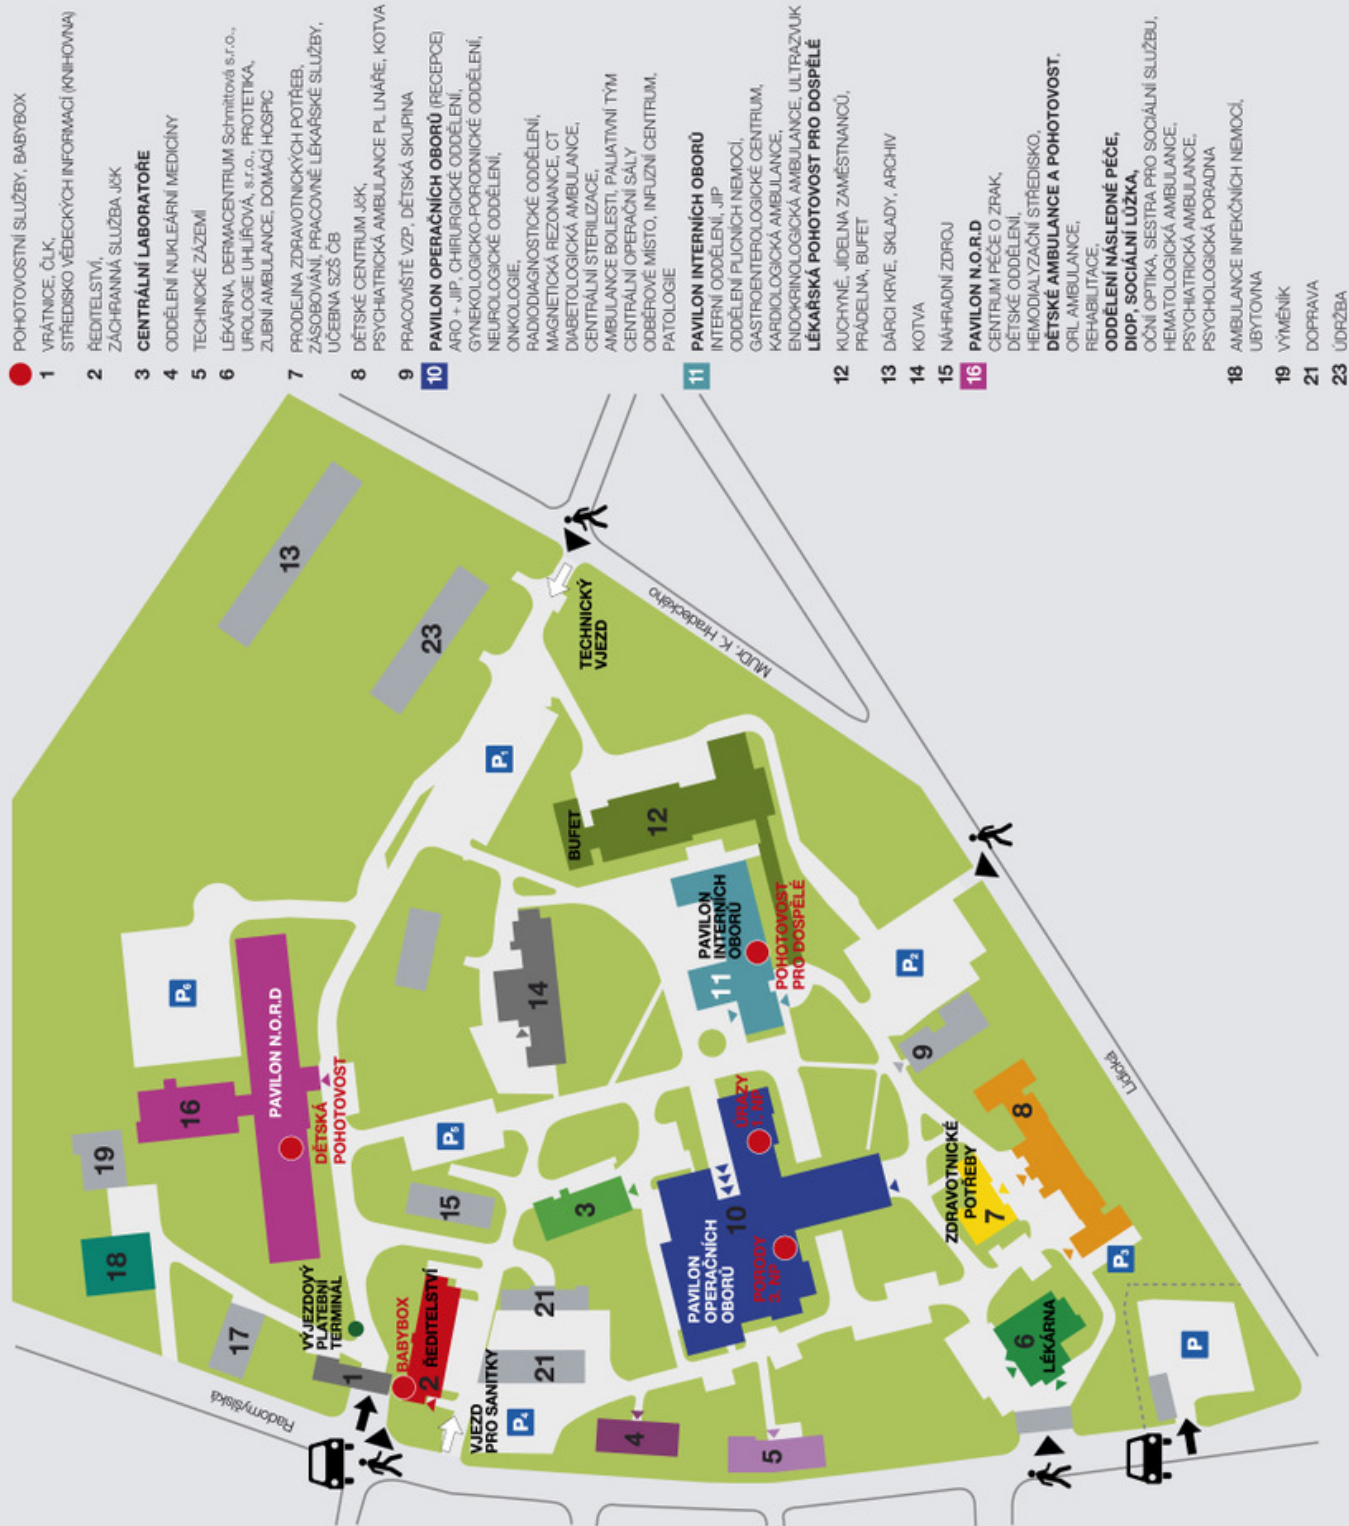 POHOTOVOSTNÍ SLUŽBY, BABYBOX
1 VRÁTNICE, ČLK,
STŘEDISKO VĚDECKÝCH INFORMACÍ (KNIHOVNA)
2 ŘEDITELSTVÍ,
ZÁCHRANNÁ SLUŽBA JčK
3 CENTRÁLNÍ LABORATOŘE
4 ODDĚLENÍ NUKLEÁRNÍ MEDICÍNY
5 TECHNICKÉ ZÁZEMÍ
6 LÉKÁRNA, DERMACENTRUM Schmittová s.r.o.,
UROLOGIE UHLÍŘOVÁ, s.r.o., PROTETIKA,
ZUBNÍ AMBULANCE, DOMÁCÍ HOSPIC
7 PRODEJNA ZDRAVOTNICKÝCH POTŘEB,
ZÁSOBOVÁNÍ, PRACOVNĚ LÉKAŘSKÉ SLUŽBY,
UČEBNA SZŠ ČB
8 DĚTSKÉ CENTRUM JčK,
PSYCHIATRICKÁ AMBULANCE PL LNÁŘE, KOTVA
9 PRACOVIŠTĚ VZP, DĚTSKÁ SKUPINA
10 PAVILON OPERAČNÍCH OBORŮ (RECEPCE)
ARO + JIP, CHIRURGICKÉ ODDĚLENÍ,
GYNEKOLOGICKO-PORODNICKÉ ODDĚLENÍ,
NEUROLOGICKÉ ODDĚLENÍ,
ONKOLOGIE,
RADIODIAGNOSTICKÉ ODDĚLENÍ,
MAGNETICKÁ REZONANCE, CT
DIABETOLOGICKÁ AMBULANCE,
CENTRÁLNÍ STERILIZACE,
AMBULANCE BOLESTI, PALIATIVNÍ TÝM
CENTRÁLNÍ OPERAČNÍ SÁLY
ODBĚROVÉ MÍSTO, INFUZNÍ CENTRUM,
PATOLOGIE
11 PAVILON INTERNÍCH OBORŮ
INTERNÍ ODDĚLENÍ, JIP
ODDĚLENÍ PLICNÍCH NEMOCÍ,
GASTROENTEROLOGICKÉ CENTRUM,
KARDIOLOGICKÁ AMBULANCE,
ENDOKRINOLOGICKÁ AMBULANCE, ULTRAZVUK
LÉKAŘSKÁ POHOTOVOST PRO DOSPĚLÉ
12 KUCHYNĚ, JÍDELNA ZAMĚSTNANCŮ,
PRÁDELNA, BUFET
13 DÁRCI KRVE, SKLADY, ARCHIV
14 KOTVA
15 NÁHRADNÍ ZDROJ
16 PAVILON N.O.R.D
CENTRUM PÉČE O ZRAK,
DĚTSKÉ ODDĚLENÍ,
HEMODIALYZAČNÍ STŘEDISKO,
DĚTSKÉ AMBULANCE A POHOTOVOST,
ORL AMBULANCE,
REHABILITACE,
ODDĚLENÍ NÁSLEDNÉ PÉČE,
DIOP, SOCIÁLNÍ LŮŽKA,
OČNÍ OPTIKA, SESTRA PRO SOCIÁLNÍ SLUŽBU,
HEMATOLOGICKÁ AMBULANCE,
PSYCHIATRICKÁ AMBULANCE,
PSYCHOLOGICKÁ PORADNA
18 AMBULANCE INFEKČNÍCH NEMOCÍ,
UBYTOVNA
19 VÝMĚNÍK
21 DOPRAVA
23 ÚDRŽBA
13
23
TECHNICKÝ
VJEZD
MUDr. K. Hradeckého
P1
BUFET
12
P6
PAVILON N.O.R.D
16
DĚTSKÁ
POHOTOVOST
19
18
17
14
P5
15
3
PAVILON
INTERNÍCH
OBORŮ
11
POHOTOVOST
PRO DOSPĚLÉ
P2
9
Lidická
8
ZDRAVOTNICKÉ
POTŘEBY
7
P3
ÚRAZY
1. NP
10
PAVILON
OPERAČNÍCH
OBORŮ
PORODY
3. NP
VÝJEZDOVÝ
PLATEBNÍ
TERMINÁL
1
BABYBOX
2 ŘEDITELSTVÍ
21
21
VJEZD
PRO SANITKY
P4
4
5
6
LÉKÁRNA
P
Radomyšlská